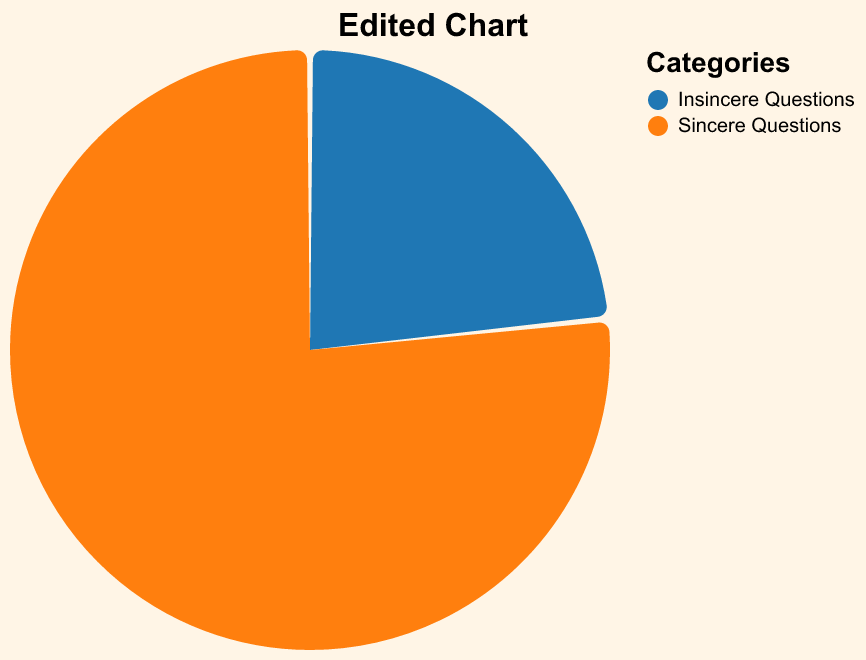 Edited Chart
Categories
Insincere Questions
Sincere Questions